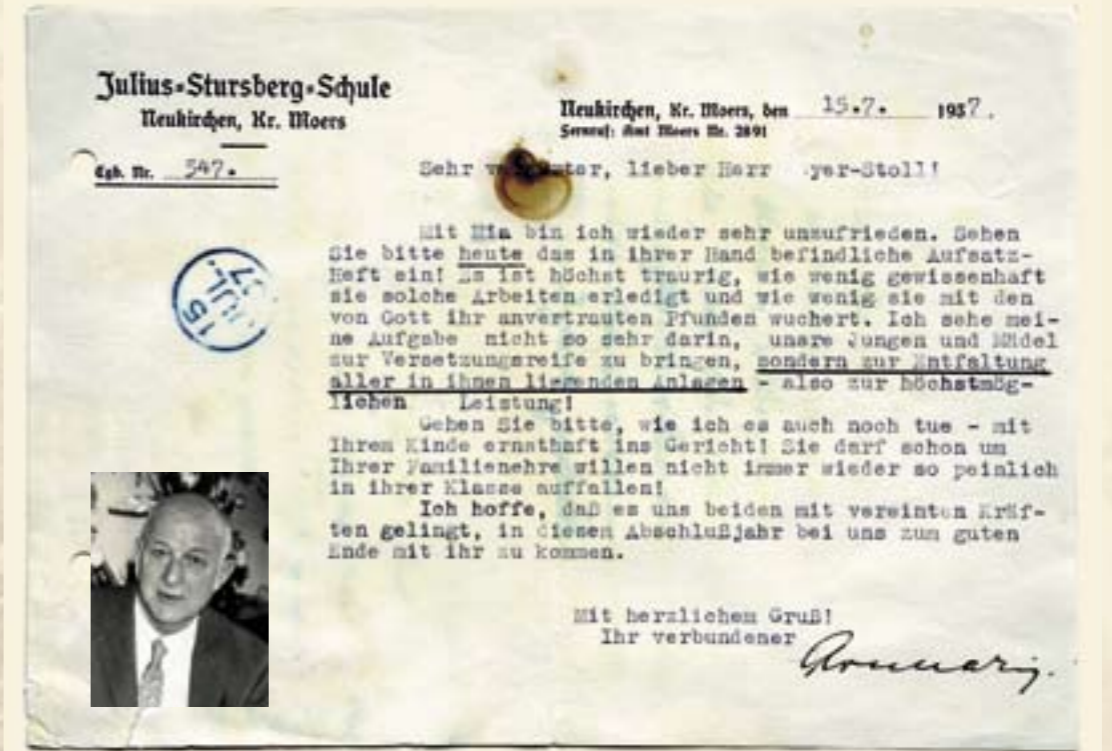 Julius-Stursberg-Schule
Neukirchen, Kr. Moers
Neukirchen, Kr. Moers, den 15.7. 1937.
Fernruf: Amt Moers Nr. 2891
Tgb. Nr. 547.
Sehr lieber Herr yer-Stoll!
Mit Mia bin ich wieder sehr unzufrieden. Sehen
Sie bitte heute das in ihrer Hand befindliche Aufsatz-
Heft ein! Es ist höchst traurig, wie wenig gewissenhaft
sie solche Arbeiten erledigt und wie wenig sie mit den
von Gott ihr anvertrauten Pfunden wuchert. Ich sehe mei-
ne Aufgabe nicht so sehr darin, unsre Jungen und Mädel
zur Versetzungsreife zu bringen, sondern zur Entfaltung
aller in ihnen liegenden Anlagen - also zur höchstmög-
lichen Leistung!
Gehen Sie bitte, wie ich es auch noch tue - mit
Ihrem Kinde ernsthaft ins Gericht! Sie darf schon um
Ihrer Familienehre willen nicht immer wieder so peinlich
in ihrer Klasse auffallen!
Ich hoffe, daß es uns beiden mit vereinten Kräf-
ten gelingt, in diesem Abschlußjahr bei uns zum guten
Ende mit ihr zu kommen.
Mit herzlichem Gruß!
Ihr verbundener
15 JUL. 37